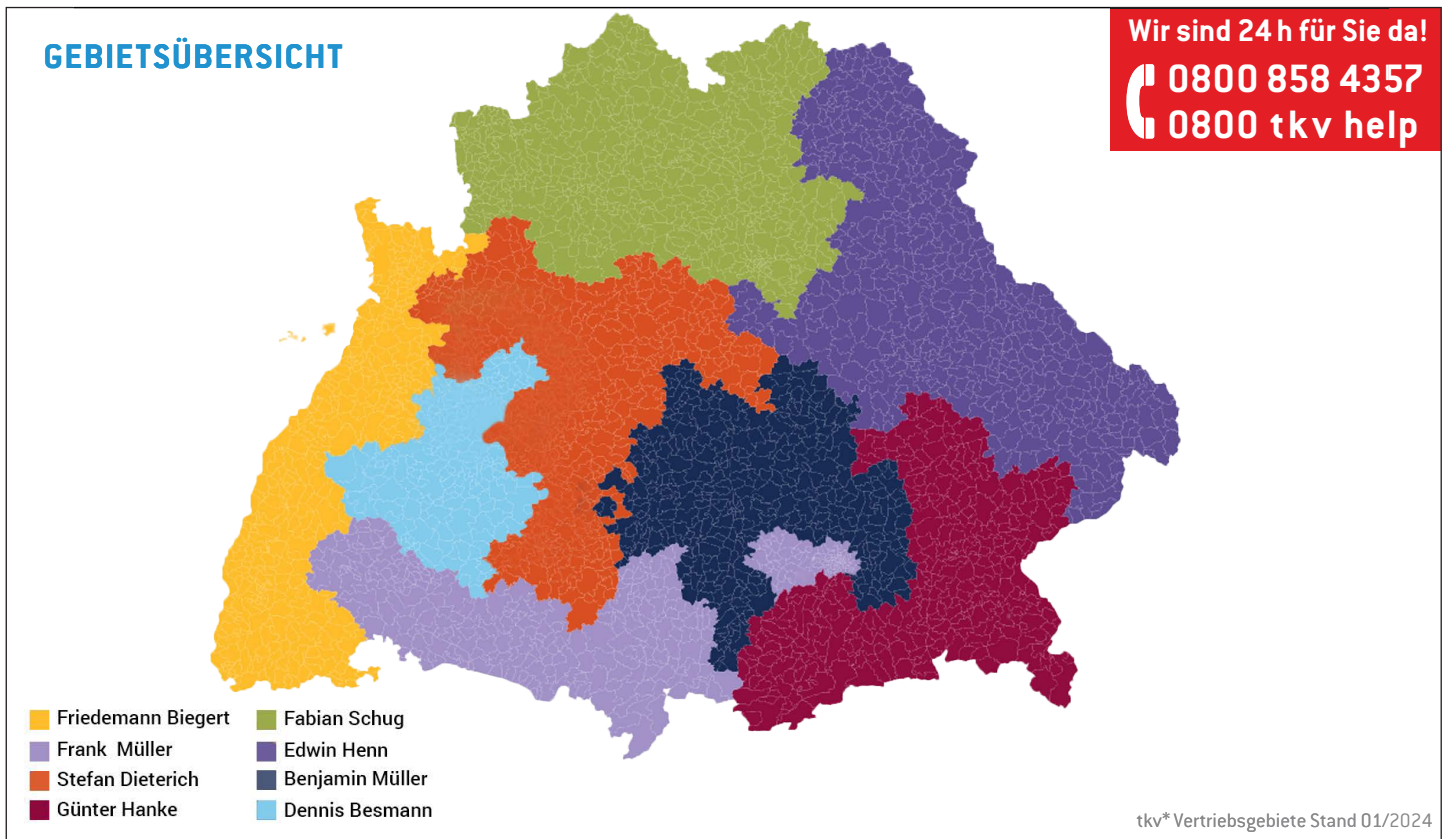 GEBIETSÜBERSICHT
Wir sind 24 h für Sie da!
0800 858 4357
0800 tkv help
Friedemann Biegert
Frank Müller
Stefan Dieterich
Günter Hanke
Fabian Schug
Edwin Henn
Benjamin Müller
Dennis Besmann
tkv* Vertriebsgebiete Stand 01/2024